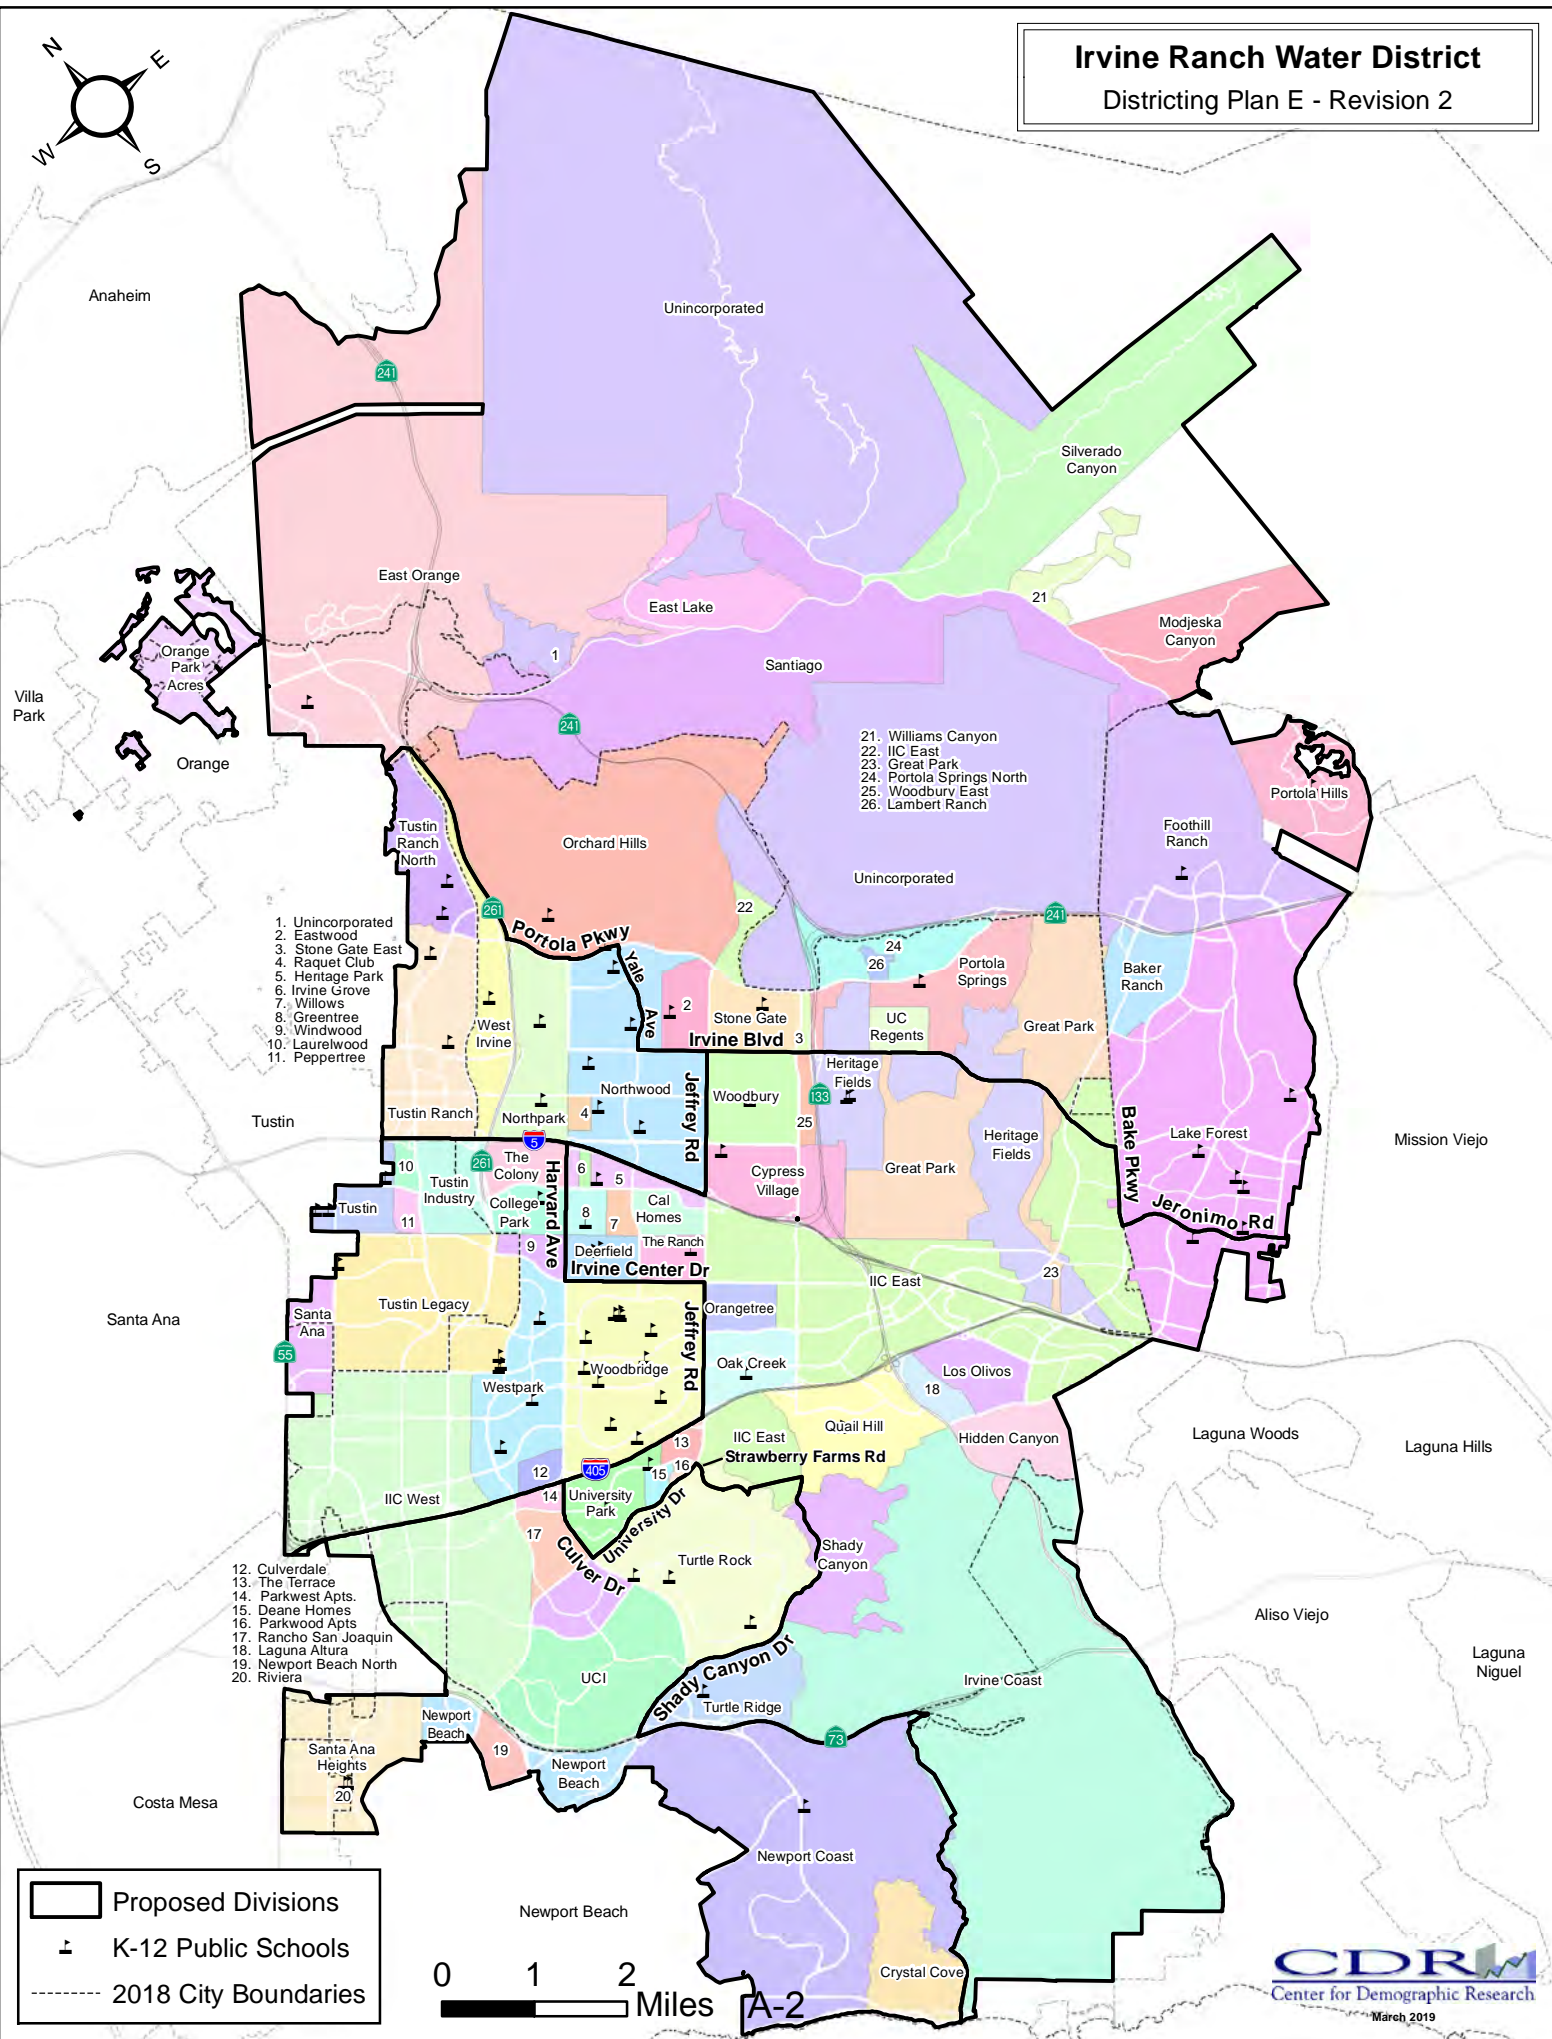 Irvine Ranch Water District
Districting Plan E - Revision 2
N
E
W
S
Anaheim
Unincorporated
241
Silverado
Canyon
East Orange
East Lake
21
Modjeska
Canyon
1
Santiago
Orange
Park
Acres
Villa
Park
Orange
241
21. Williams Canyon
22. IIC East
23. Great Park
24. Portola Springs North
25. Woodbury East
26. Lambert Ranch
Portola Hills
Tustin
Ranch
North
Orchard Hills
Foothill
Ranch
Unincorporated
22
261
241
Portola Pkwy
1. Unincorporated
2. Eastwood
3. Stone Gate East
4. Raquet Club
5. Heritage Park
6. Irvine Grove
7. Willows
8. Greentree
9. Windwood
10. Laurelwood
11. Peppertree
24
26
Portola
Springs
Baker
Ranch
Yale
Ave
2
Stone Gate
UC
Regents
Great Park
West
Irvine
Irvine Blvd
3
Heritage
Fields
Northwood
Jeffrey Rd
Woodbury
133
Tustin Ranch
Northpark
4
25
Tustin
5
Heritage
Fields
Bake Pkwy
Lake Forest
Mission Viejo
10
261
The
Colony
Harvard Ave
6
5
Cypress
Village
Great Park
Tustin
Industry
Tustin
11
College
Park
8
7
Cal
Homes
Jeronimo Rd
9
Deerfield
The Ranch
Irvine Center Dr
IIC East
23
Santa Ana
Santa
Ana
Tustin Legacy
Jeffrey Rd
Orangetree
55
Woodbridge
Oak Creek
Los Olivos
18
Westpark
Quail Hill
IIC East
Hidden Canyon
Laguna Woods
Laguna Hills
13
Strawberry Farms Rd
12
405
15
16
14
University
Park
University Dr
IIC West
17
Culver Dr
Turtle Rock
Shady
Canyon
12. Culverdale
13. The Terrace
14. Parkwest Apts.
15. Deane Homes
16. Parkwood Apts
17. Rancho San Joaquin
18. Laguna Altura
19. Newport Beach North
20. Riviera
Aliso Viejo
Laguna
Niguel
UCI
Shady Canyon Dr
Irvine Coast
Turtle Ridge
Newport
Beach
19
73
Santa Ana
Heights
20
Newport
Beach
Costa Mesa
Newport Coast
Proposed Divisions
K-12 Public Schools
2018 City Boundaries
Newport Beach
Crystal Cove
0 1 2
Miles
A-2
CDR
Center for Demographic Research
March 2019